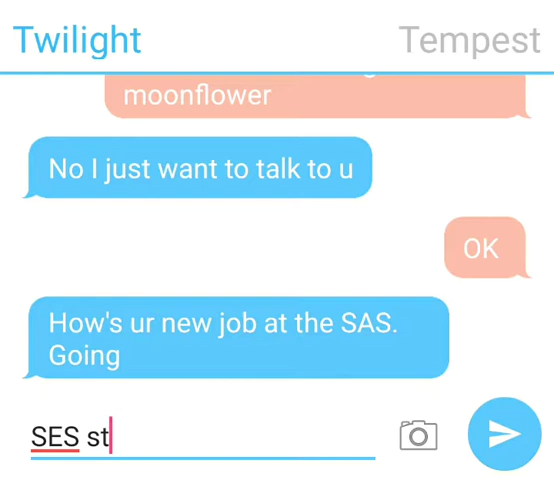 Twilight
Tempest
moonflower
No I just want to talk to u
OK
How's ur new job at the SAS.
Going
SES st